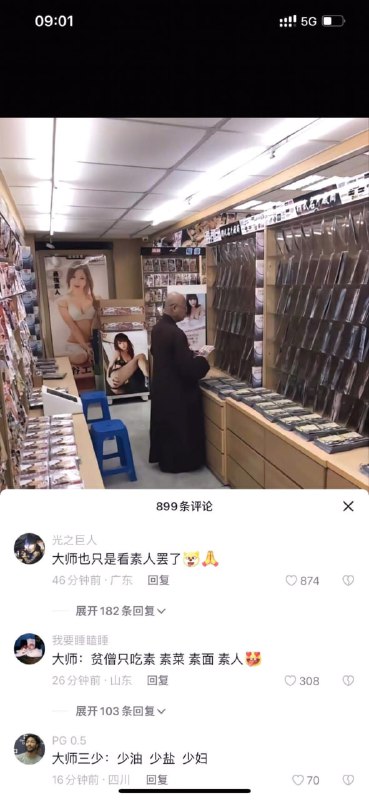 09:01
5G
899条评论
光之巨人
大师也只是看素人罢了
46分钟前 · 广东 回复
874
展开182条回复
我要睡瞌睡
大师：贫僧只吃素 素菜 素面 素人
26分钟前 · 山东 回复
308
展开103条回复
PG 0.5
大师三少：少油 少盐 少妇
16分钟前 · 四川 回复
70